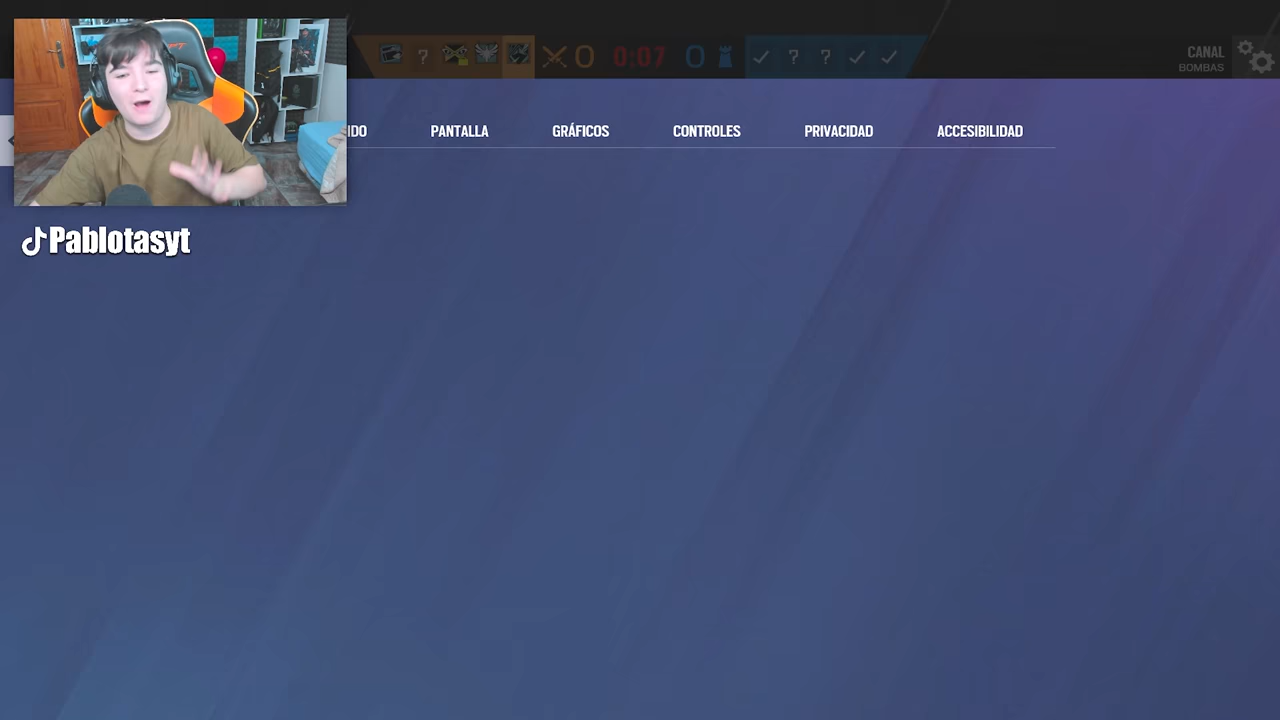 ? 0 0:07 0 ? ?
CANAL
BOMBAS
IDO PANTALLA GRÁFICOS CONTROLES PRIVACIDAD ACCESIBILIDAD
Pablotasyt